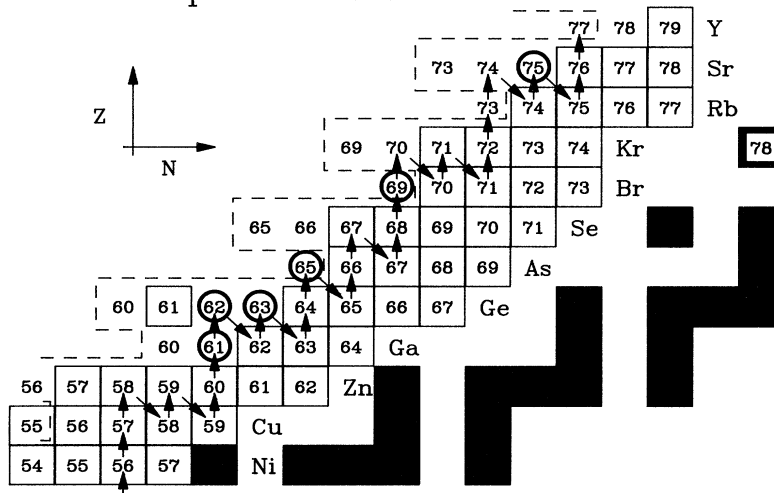 77 78 79 Y
73 74 75 76 77 78 Sr
73 74 75 76 77 Rb
Z
69 70 71 72 73 74 Kr 78
N
69 70 71 72 73 Br
65 66 67 68 69 70 71 Se
65 66 67 68 69 As
60 61 62 63 64 65 66 67 Ge
60 61 62 63 64 Ga
56 57 58 59 60 61 62 Zn
55 56 57 58 59 Cu
54 55 56 57 Ni